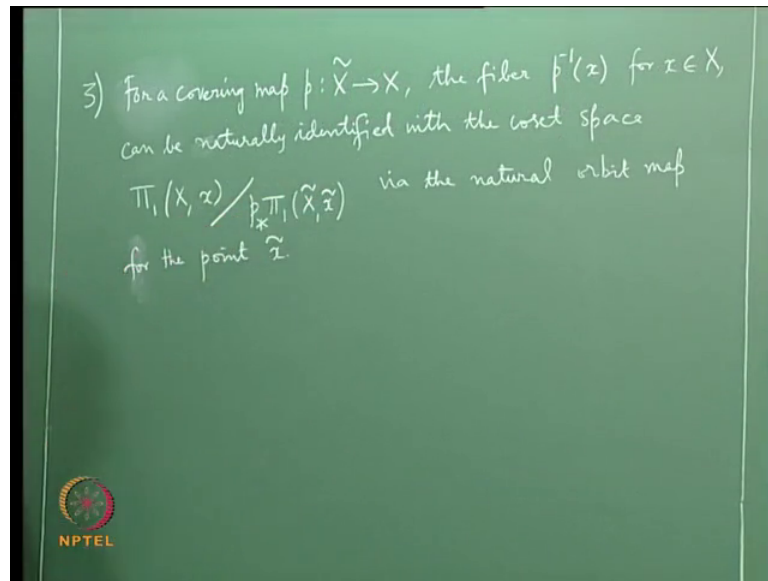 3) For a covering map p : X̃ → X, the fiber p⁻¹(x) for x ∈ X,
can be naturally identified with the coset space
Π₁(X, x) / p_* Π₁(X̃, x̃) via the natural orbit map
for the point x̃.
NPTEL